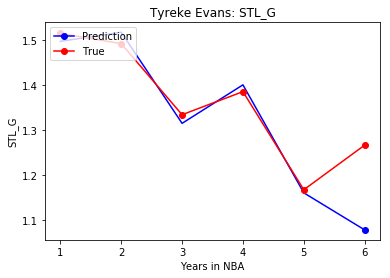 Tyreke Evans: STL_G
Prediction
True
1.5
1.4
1.3
1.2
1.1
STL_G
1 2 3 4 5 6
Years in NBA